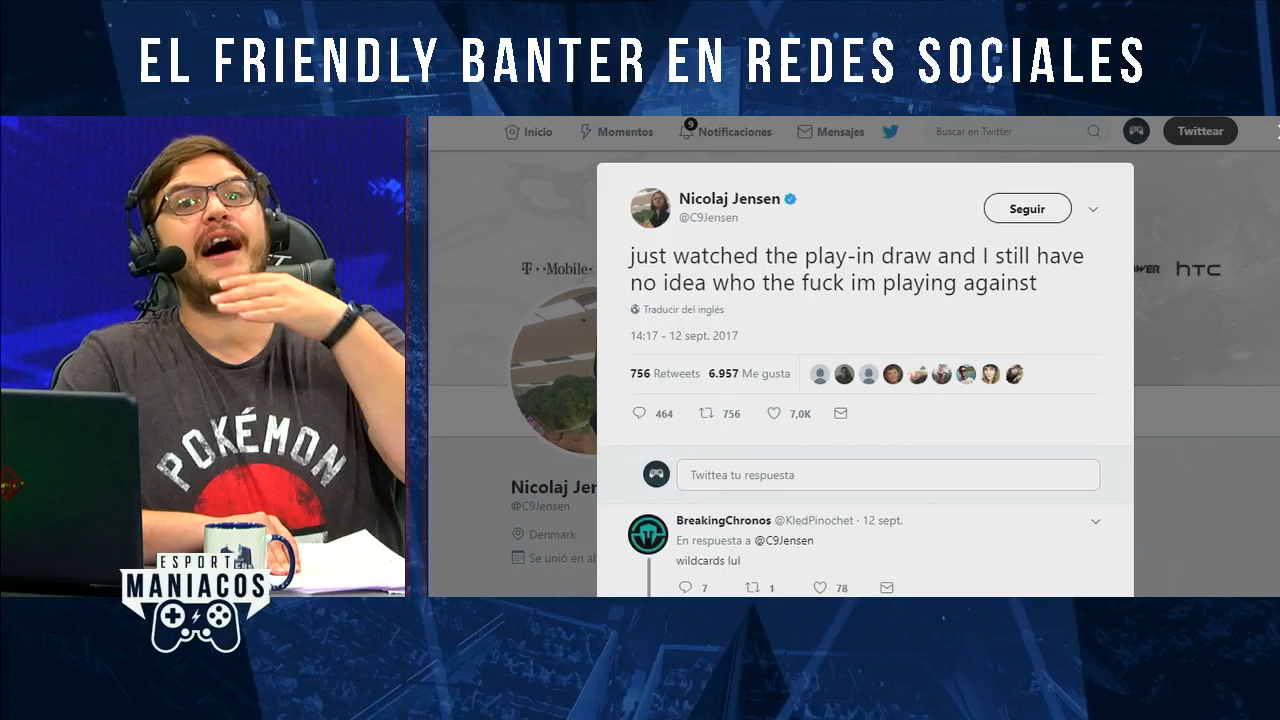 EL FRIENDLY BANTER EN REDES SOCIALES
Inicio
Momentos
9
Notificaciones
Mensajes
Buscar en Twitter
Twittear
T··Mobile·
HTC
Nicolaj Jensen
@C9Jensen
Seguir
just watched the play-in draw and I still have
no idea who the fuck im playing against
Traducir del inglés
14:17 - 12 sept. 2017
756 Retweets 6.957 Me gusta
464 756 7,0K
Twittea tu respuesta
BreakingChronos @KledPinochet · 12 sept.
En respuesta a @C9Jensen
wildcards lul
7 1 78
Nicolaj Jer
@C9Jensen
Denmark
Se unió en ab
POKÉMON
ESPORT
MANIACOS